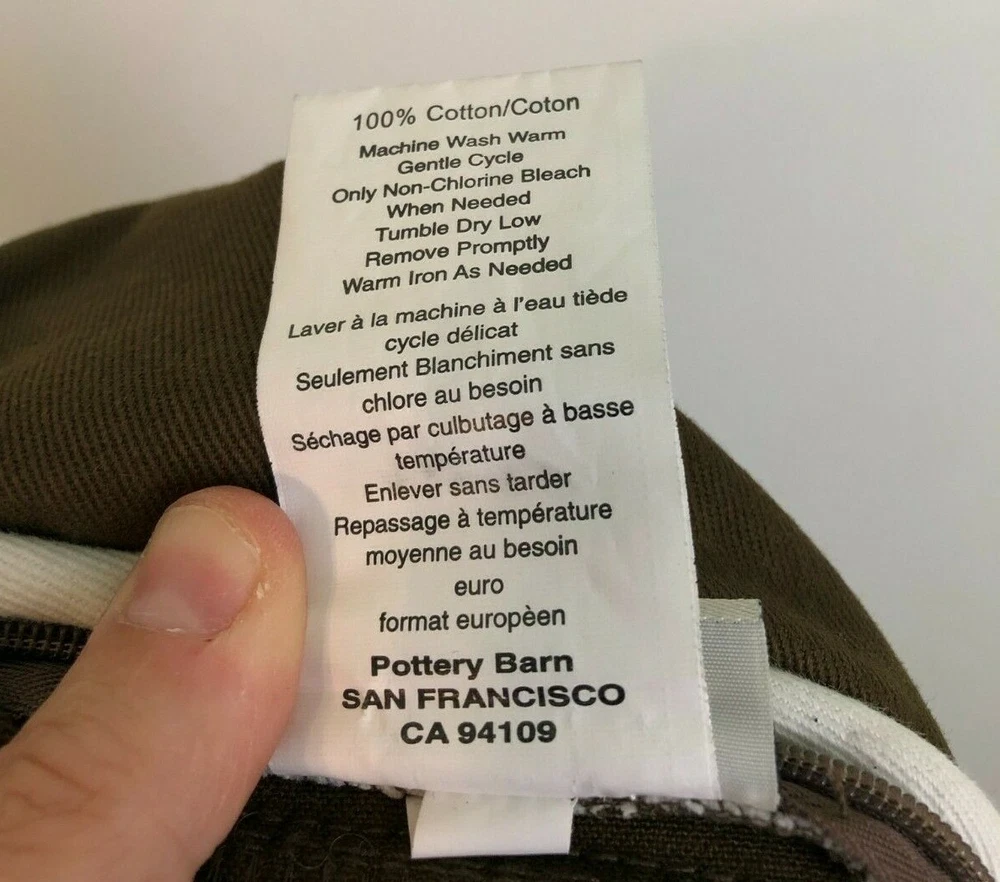 100% Cotton/Coton
Machine Wash Warm
Gentle Cycle
Only Non-Chlorine Bleach
When Needed
Tumble Dry Low
Remove Promptly
Warm Iron As Needed
Laver à la machine à l'eau tiède
cycle délicat
Seulement Blanchiment sans
chlore au besoin
Séchage par culbutage à basse
température
Enlever sans tarder
Repassage à température
moyenne au besoin
euro
format europèen
Pottery Barn
SAN FRANCISCO
CA 94109